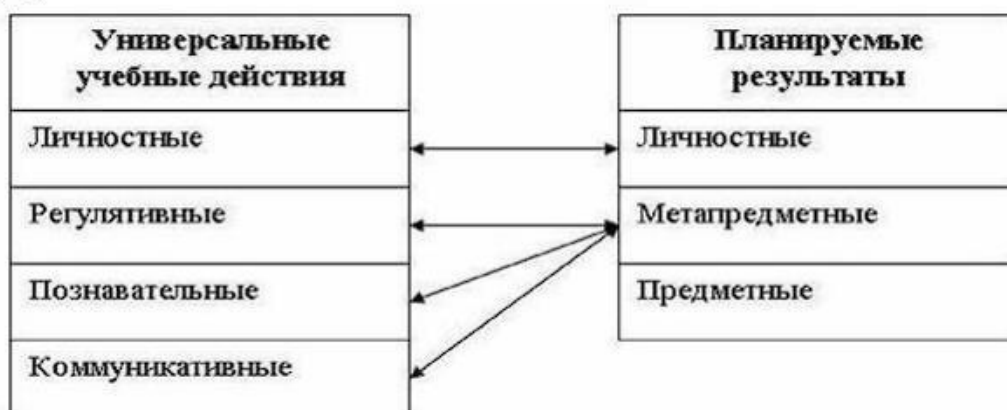 Универсальные
учебные действия
Личностные
Регулятивные
Познавательные
Коммуникативные
Планируемые
результаты
Личностные
Метапредметные
Предметные